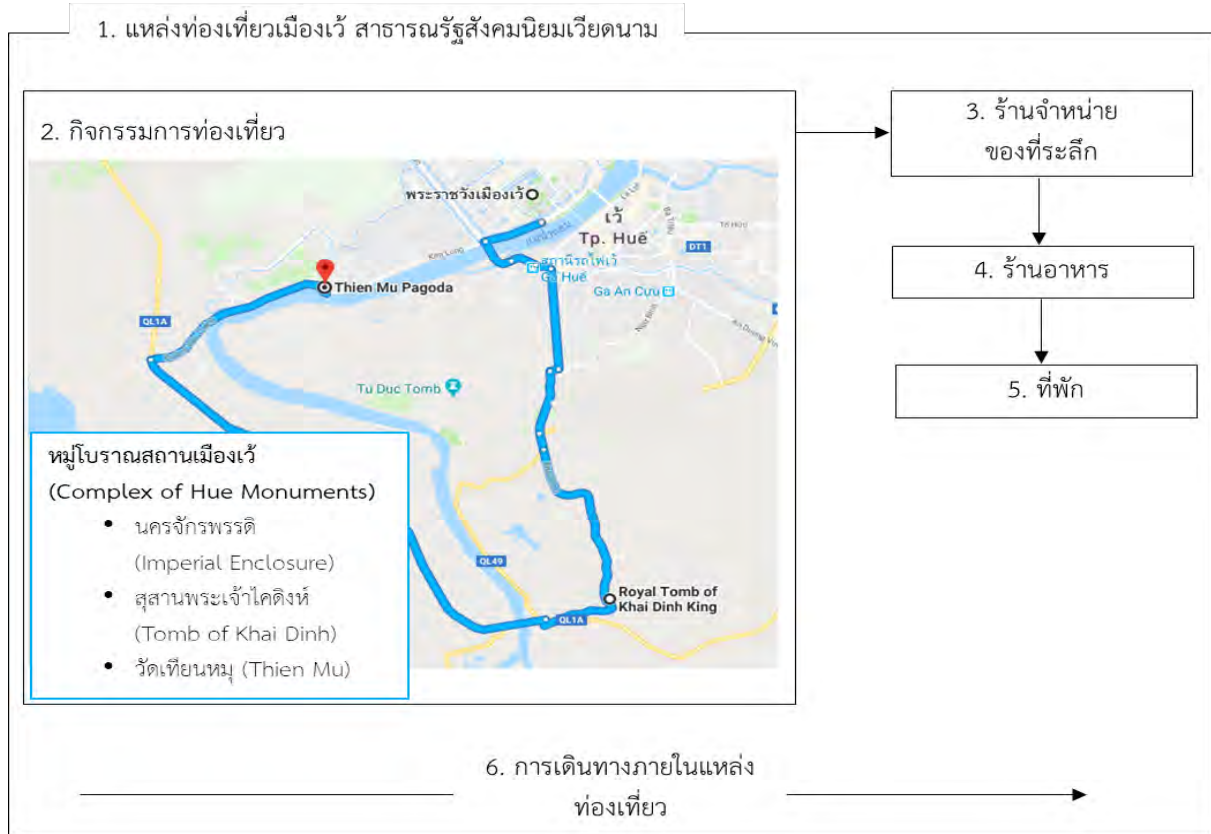 1. แหล่งท่องเที่ยวเมืองเว้ สาธารณรัฐสังคมนิยมเวียดนาม
2. กิจกรรมการท่องเที่ยว
พระราชวังเมืองเว้
เว้
Tp. Huế
DT1
สถานีรถไฟเว้
Ga Huế
Kim Long
Ga An Cựu
Thien Mu Pagoda
QL1A
Tu Duc Tomb
QL49
Royal Tomb of
Khai Dinh King
QL1A
หมู่โบราณสถานเมืองเว้
(Complex of Hue Monuments)
• นครจักรพรรดิ
(Imperial Enclosure)
• สุสานพระเจ้าไคดิงห์
(Tomb of Khai Dinh)
• วัดเทียนหมุ (Thien Mu)
3. ร้านจำหน่าย
ของที่ระลึก
4. ร้านอาหาร
5. ที่พัก
6. การเดินทางภายในแหล่ง
ท่องเที่ยว